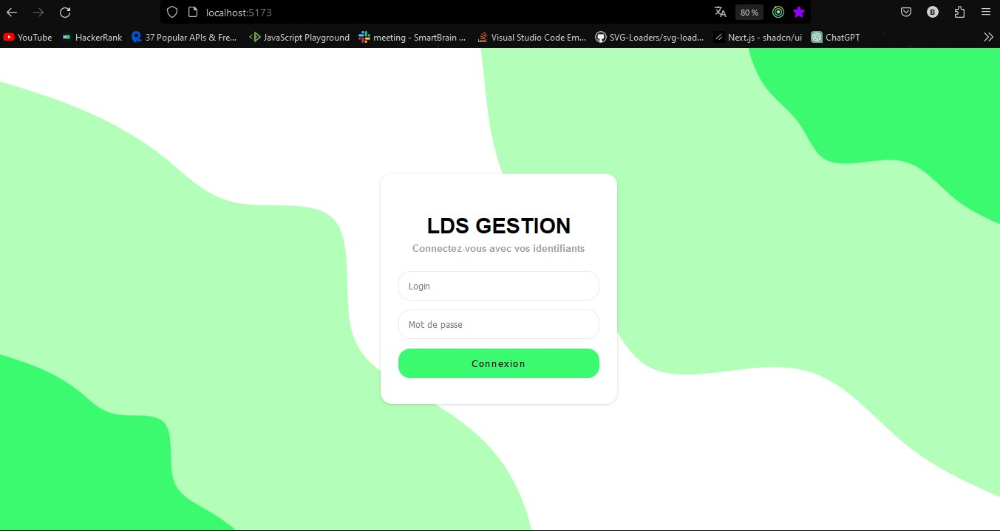 localhost:5173
80 %
B
YouTube
HackerRank
37 Popular APIs & Fre...
JavaScript Playground
meeting - SmartBrain ...
Visual Studio Code Em...
SVG-Loaders/svg-load...
Next.js - shadcn/ui
ChatGPT
LDS GESTION
Connectez-vous avec vos identifiants
Login
Mot de passe
Connexion